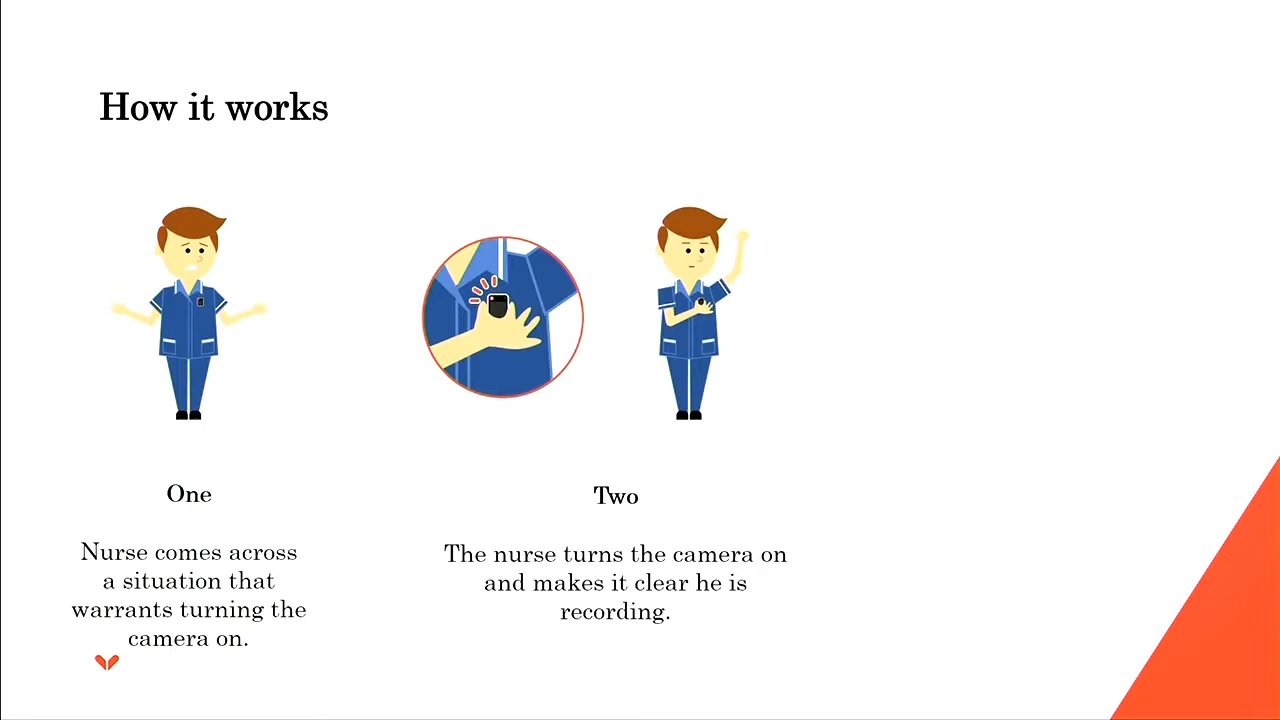 How it works
One
Nurse comes across
a situation that
warrants turning the
camera on.
Two
The nurse turns the camera on
and makes it clear he is
recording.